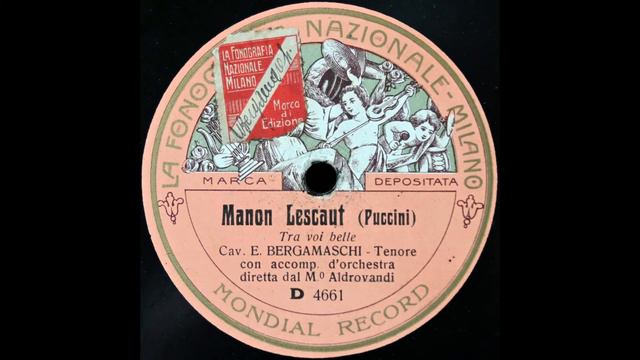 LA FONOGRAFIA NAZIONALE - MILANO
LA FONOGRAFIA
NAZIONALE
MILANO
Marca
di
Edizione
MARCA DEPOSITATA
Manon Lescaut (Puccini)
Tra voi belle
Cav. E. BERGAMASCHI - Tenore
con accomp. d'orchestra
diretta dal M.o Aldrovandi
D 4661
MONDIAL RECORD